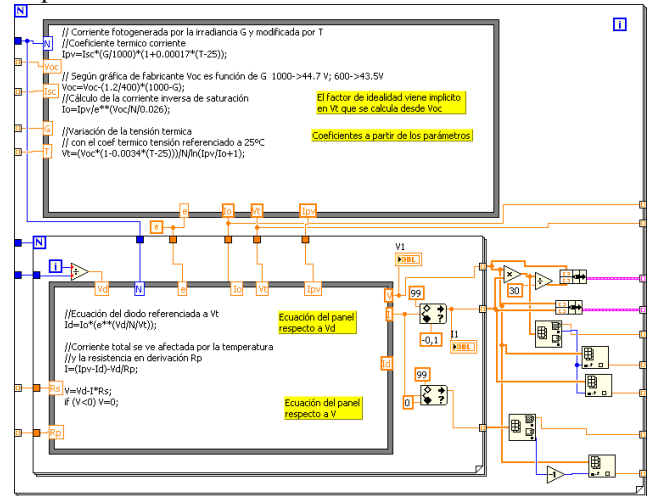 N
i
// Corriente fotogenerada por la irradiancia G y modificada por T
//Coeficiente termico corriente
Ipv=Isc*(G/1000)*(1+0.00017*(T-25));
// Según gráfica de fabricante Voc es función de G 1000->44.7 V; 600->43.5V
Voc=Voc-(1.2/400)*(1000-G);
//Cálculo de la corriente inversa de saturación
Io=Ipv/e**(Voc/N/0.026);
//Variación de la tensión termica
// con el coef termico tensión referenciado a 25ºC
Vt=(Voc*(1-0.0034*(T-25)))/N/ln(Ipv/Io+1);
El factor de idealidad viene implicito
en Vt que se calcula desde Voc
Coeficientes a partir de los parámetros
N
Voc
Isc
G
T
e
Io
Vt
Ipv
e
N
i
Vd
N
e
Io
Vt
Ipv
V1
DBL
V
I
Id
//Ecuación del diodo referenciada a Vt
Id=Io*(e**(Vd/N/Vt));
//Corriente total se ve afectada por la temperatura
//y la resistencia en derivación Rp
I=(Ipv-Id)-Vd/Rp;
V=Vd-I*Rs;
if (V<0) V=0;
Ecuación del panel
respecto a Vd
Ecuación del panel
respecto a V
Rs
Rp
99
-0,1
I1
DBL
99
0
30